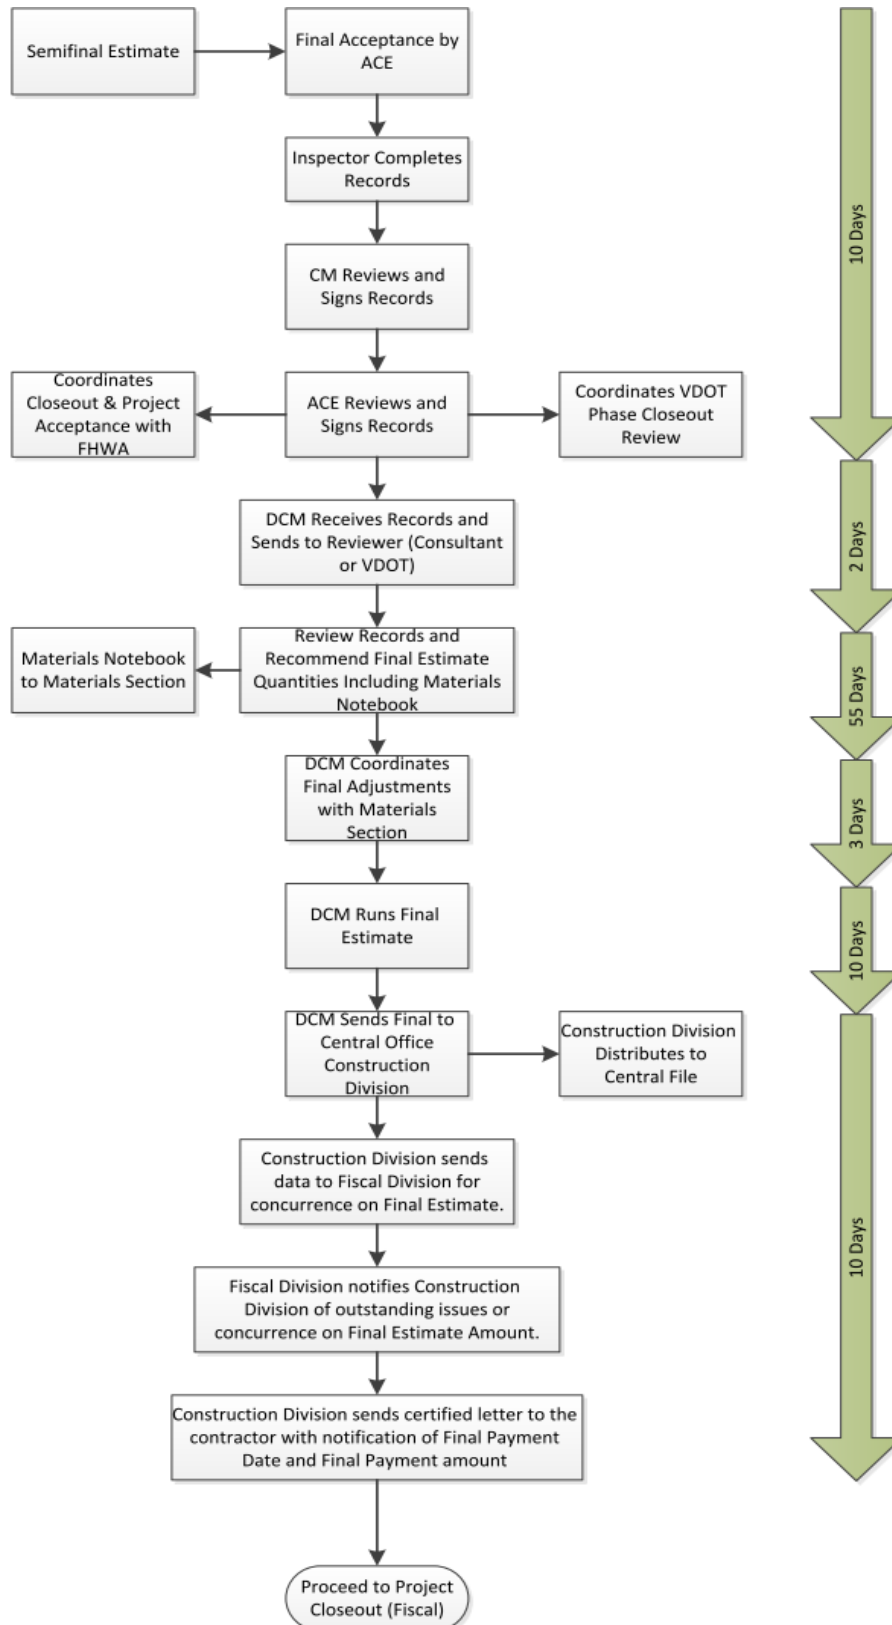 Semifinal Estimate
Final Acceptance by
ACE
Inspector Completes
Records
CM Reviews and
Signs Records
10 Days
Coordinates
Closeout & Project
Acceptance with
FHWA
ACE Reviews and
Signs Records
Coordinates VDOT
Phase Closeout
Review
DCM Receives Records and
Sends to Reviewer (Consultant
or VDOT)
2 Days
Materials Notebook
to Materials Section
Review Records and
Recommend Final Estimate
Quantities Including Materials
Notebook
55 Days
DCM Coordinates
Final Adjustments
with Materials
Section
3 Days
DCM Runs Final
Estimate
10 Days
DCM Sends Final to
Central Office
Construction
Division
Construction Division
Distributes to
Central File
Construction Division sends
data to Fiscal Division for
concurrence on Final Estimate.
10 Days
Fiscal Division notifies Construction
Division of outstanding issues or
concurrence on Final Estimate Amount.
Construction Division sends certified letter to the
contractor with notification of Final Payment
Date and Final Payment amount
Proceed to Project
Closeout (Fiscal)